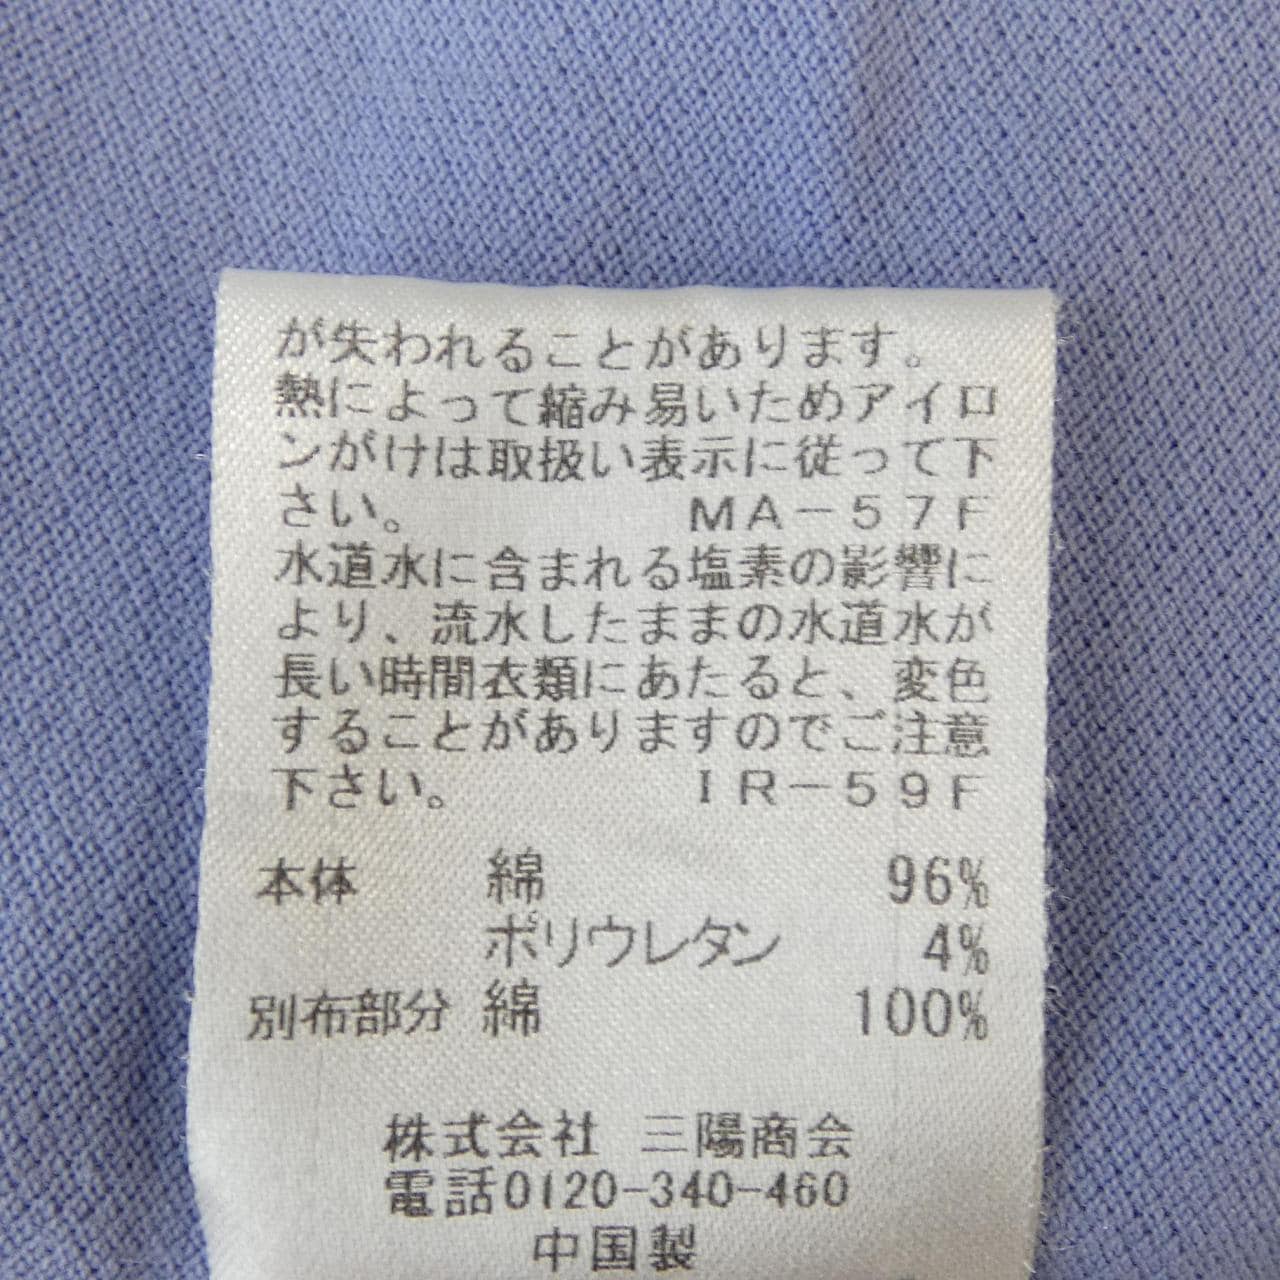 が失われることがあります。
熱によって縮み易いためアイロ
ンがけは取扱い表示に従って下
さい。 ＭＡ－５７Ｆ
水道水に含まれる塩素の影響に
より、流水したままの水道水が
長い時間衣類にあたると、変色
することがありますのでご注意
下さい。 ＩＲ－５９Ｆ
本体 綿 96%
ポリウレタン 4%
別布部分 綿 100%
株式会社 三陽商会
電話0120-340-460
中国製